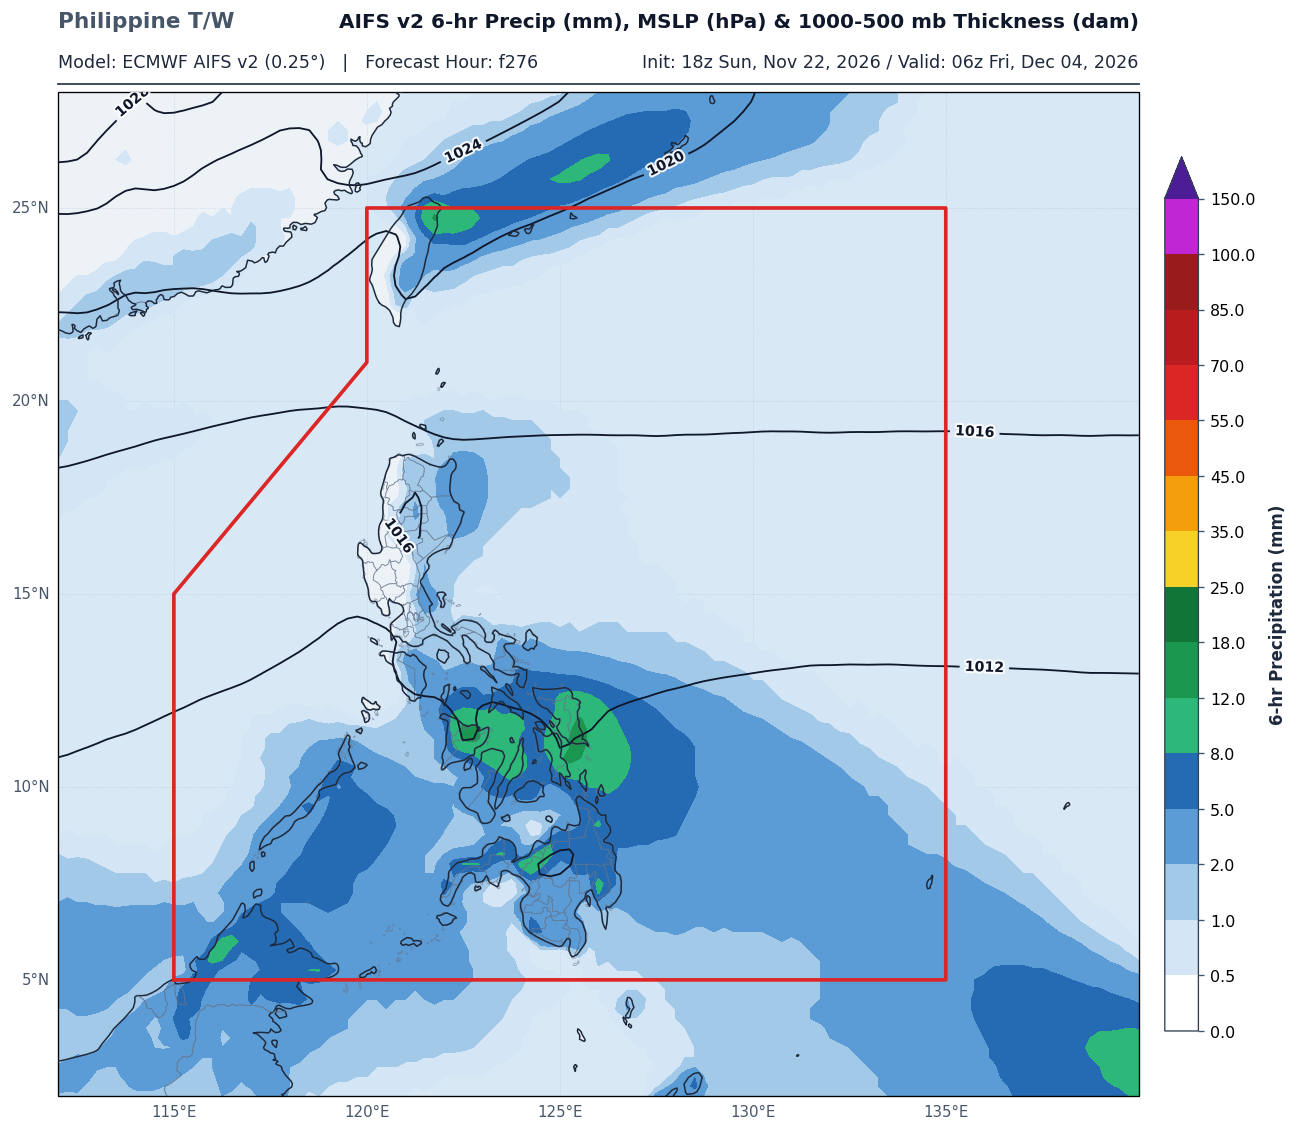 Philippine T/W
AIFS v2 6-hr Precip (mm), MSLP (hPa) & 1000-500 mb Thickness (dam)
Model: ECMWF AIFS v2 (0.25°) | Forecast Hour: f276
Init: 18z Sun, Nov 22, 2026 / Valid: 06z Fri, Dec 04, 2026
1028
1024
1020
1016
1016
1012
25°N
20°N
15°N
10°N
5°N
115°E
120°E
125°E
130°E
135°E
150.0
100.0
85.0
70.0
55.0
45.0
35.0
25.0
18.0
12.0
8.0
5.0
2.0
1.0
0.5
0.0
6-hr Precipitation (mm)